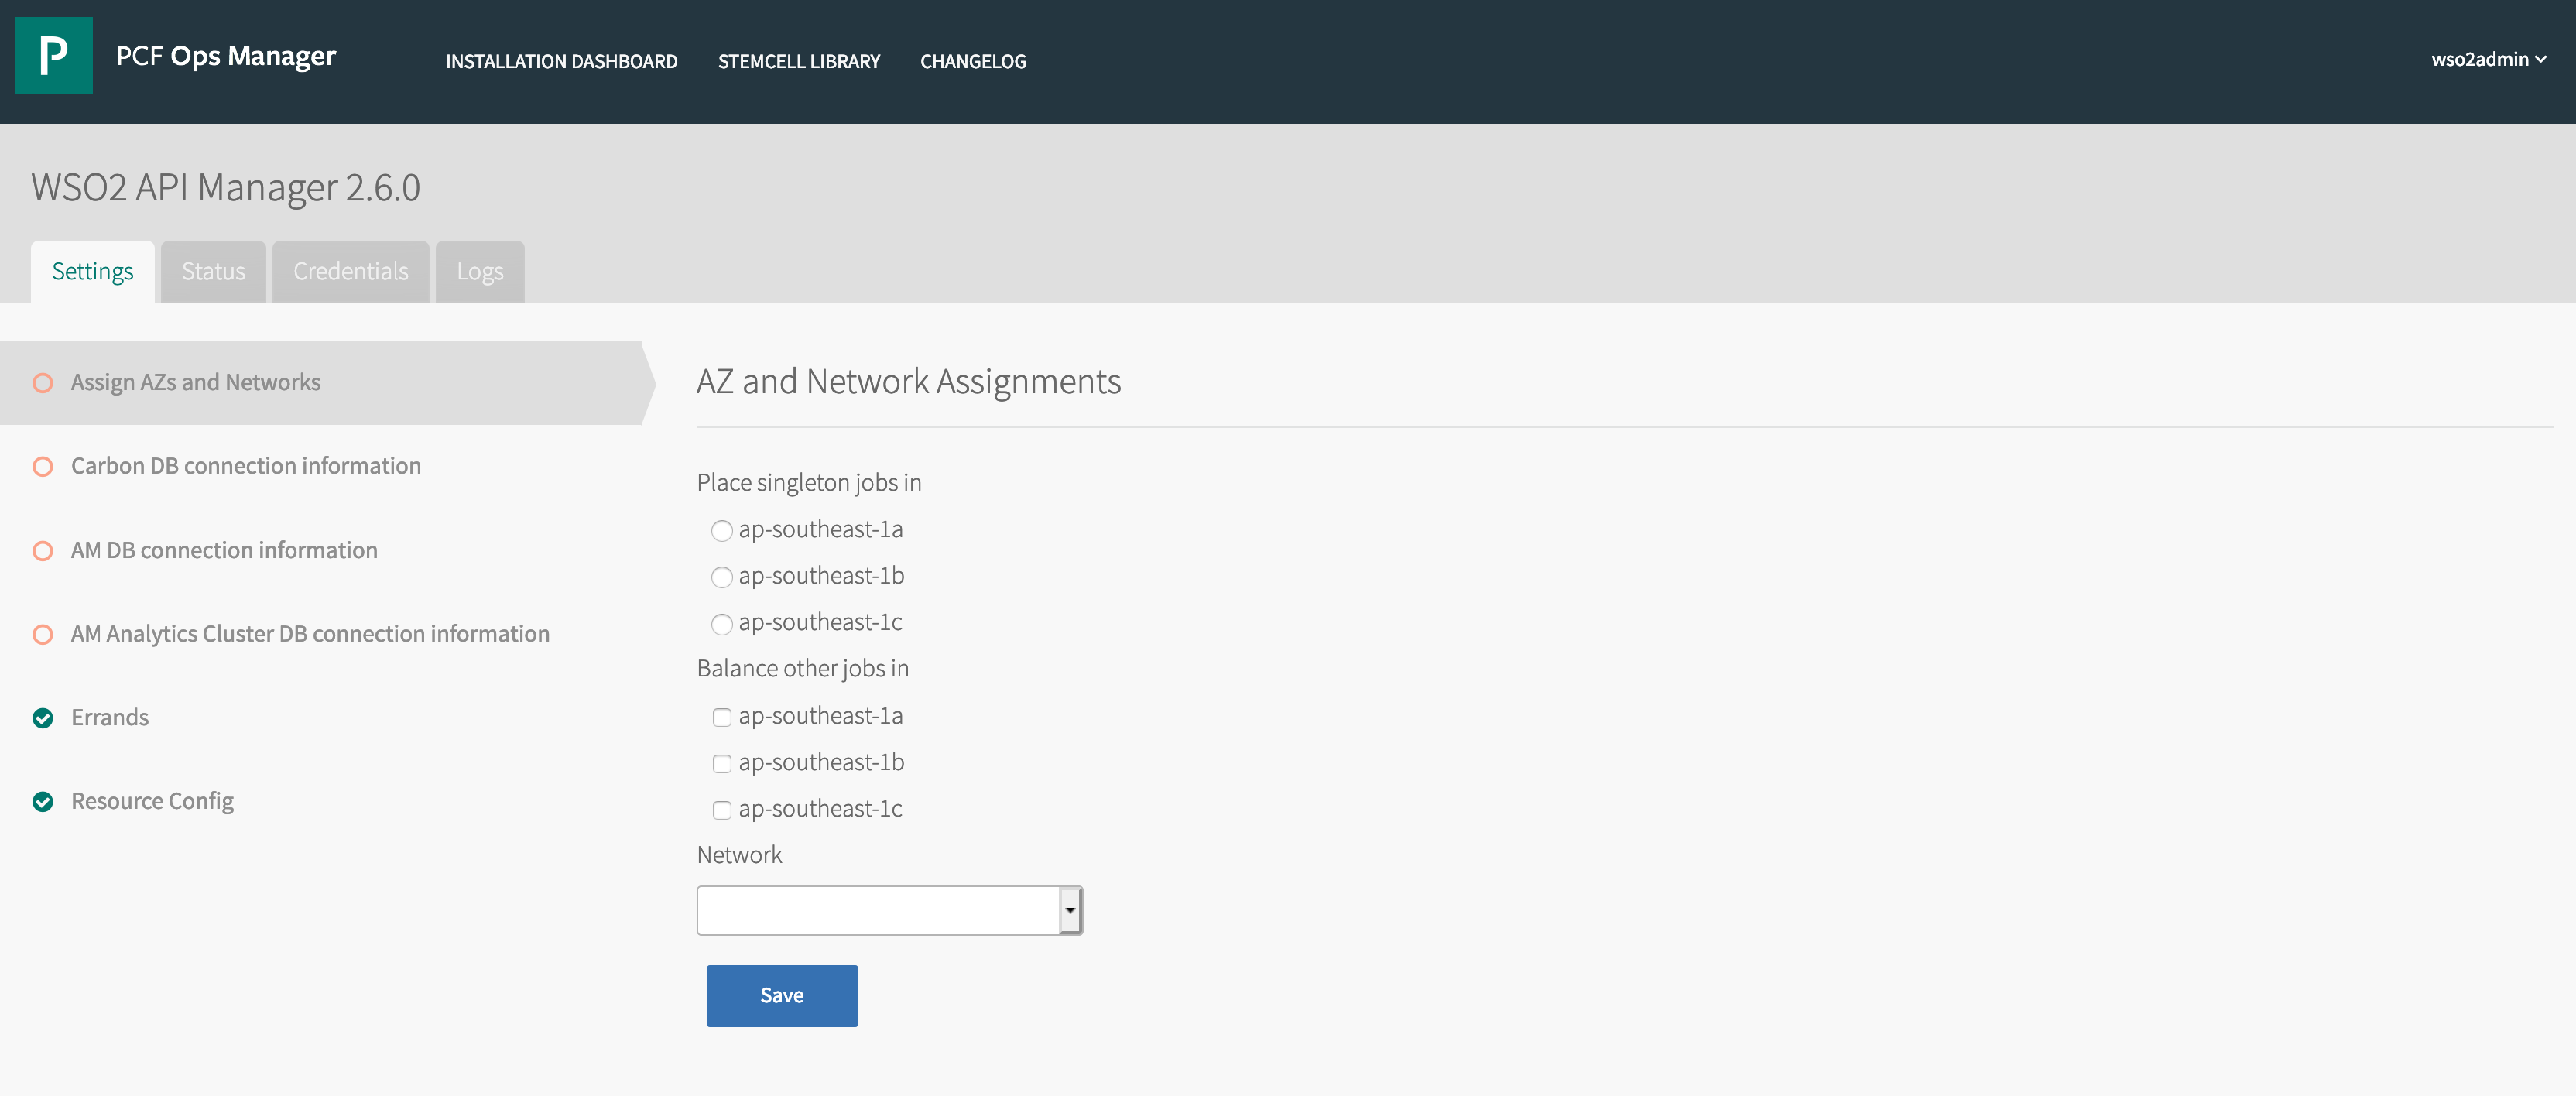 P
PCF Ops Manager
INSTALLATION DASHBOARD
STEMCELL LIBRARY
CHANGELOG
wso2admin
WSO2 API Manager 2.6.0
Settings
Status
Credentials
Logs
Assign AZs and Networks
Carbon DB connection information
AM DB connection information
AM Analytics Cluster DB connection information
Errands
Resource Config
AZ and Network Assignments
Place singleton jobs in
ap-southeast-1a
ap-southeast-1b
ap-southeast-1c
Balance other jobs in
ap-southeast-1a
ap-southeast-1b
ap-southeast-1c
Network
Save